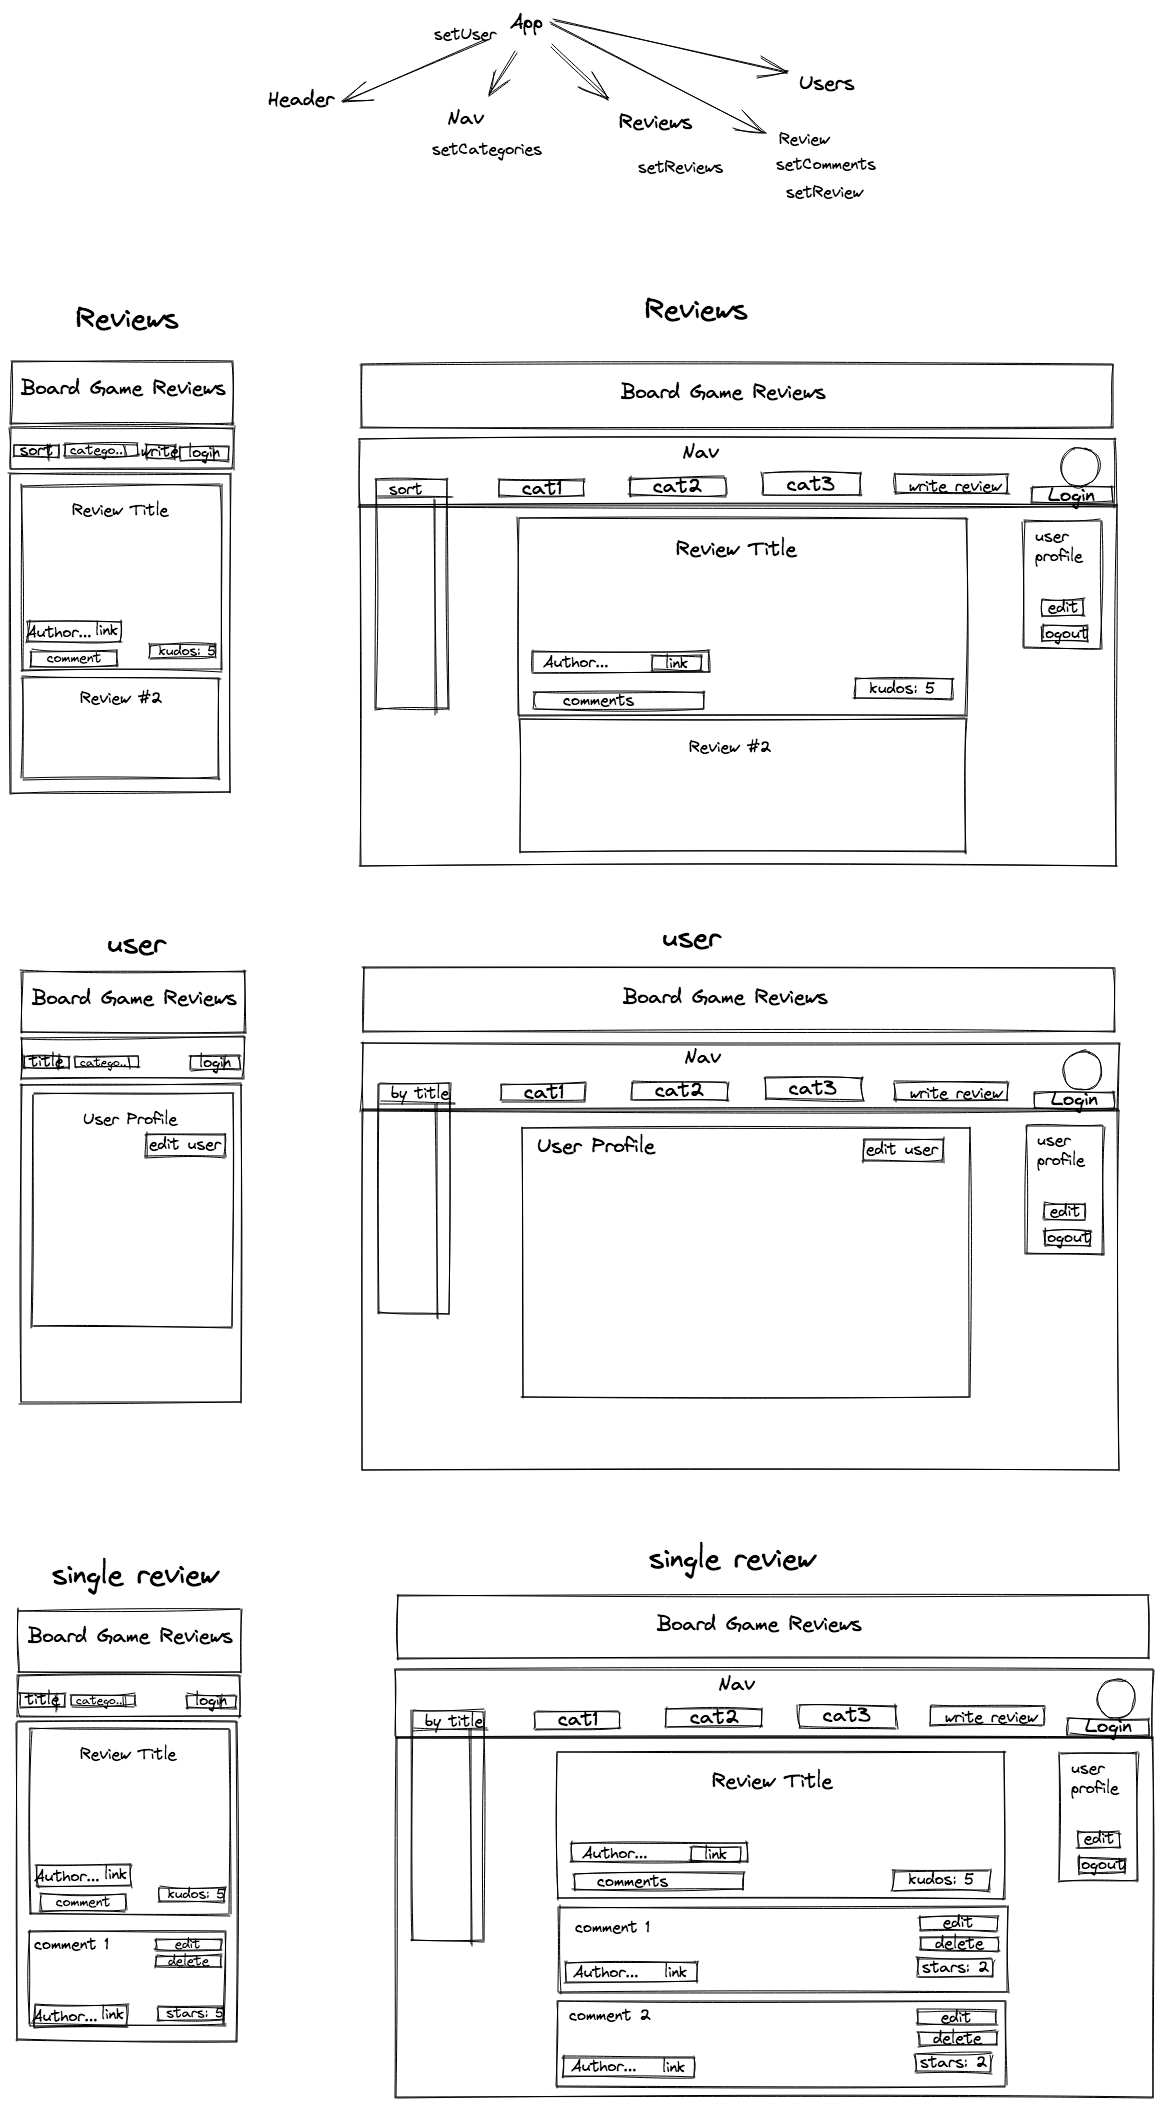 App
setUser
Header
Nav
setCategories
Reviews
setReviews
Review
setComments
setReview
Users
Reviews
Board Game Reviews
sort
catego..
write
login
Review Title
Author... link
comment
kudos: 5
Review #2
Reviews
Board Game Reviews
Nav
sort
cat1
cat2
cat3
write review
Login
Review Title
Author...
link
comments
kudos: 5
Review #2
user
profile
edit
logout
user
Board Game Reviews
title
catego..
login
User Profile
edit user
user
Board Game Reviews
Nav
by title
cat1
cat2
cat3
write review
Login
User Profile
edit user
user
profile
edit
logout
single review
Board Game Reviews
title
catego..
login
Review Title
Author... link
comment
kudos: 5
comment 1
edit
delete
Author... link
stars: 5
single review
Board Game Reviews
Nav
by title
cat1
cat2
cat3
write review
Login
Review Title
Author...
link
comments
kudos: 5
user
profile
edit
logout
comment 1
edit
delete
stars: 2
Author...
link
comment 2
edit
delete
stars: 2
Author...
link